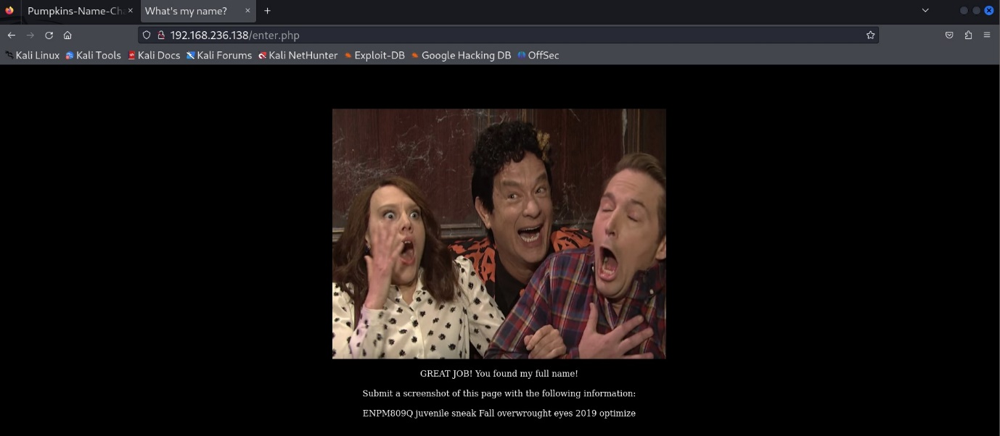 Pumpkins-Name-Cha
What's my name?
192.168.236.138/enter.php
Kali Linux Kali Tools Kali Docs Kali Forums Kali NetHunter Exploit-DB Google Hacking DB OffSec
GREAT JOB! You found my full name!
Submit a screenshot of this page with the following information:
ENPM809Q juvenile sneak Fall overwrought eyes 2019 optimize